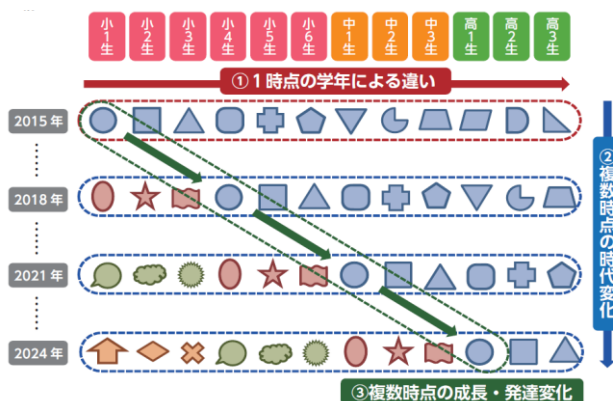 小1生 小2生 小3生 小4生 小5生 小6生 中1生 中2生 中3生 高1生 高2生 高3生
①1時点の学年による違い
2015年
2018年
2021年
2024年
②複数時点の時代変化
③複数時点の成長・発達変化